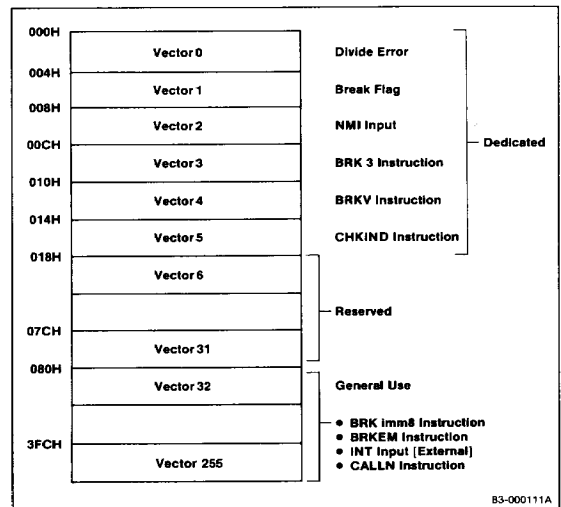 000H
Vector 0 Divide Error
004H
Vector 1 Break Flag
008H
Vector 2 NMI Input
00CH Dedicated
Vector 3 BRK 3 Instruction
010H
Vector 4 BRKV Instruction
014H
Vector 5 CHKIND Instruction
018H
Vector 6
Reserved
07CH
Vector 31
080H
Vector 32 General Use
• BRK imm8 Instruction
• BRKEM Instruction
3FCH • INT Input [External]
Vector 255 • CALLN Instruction
83-000111A